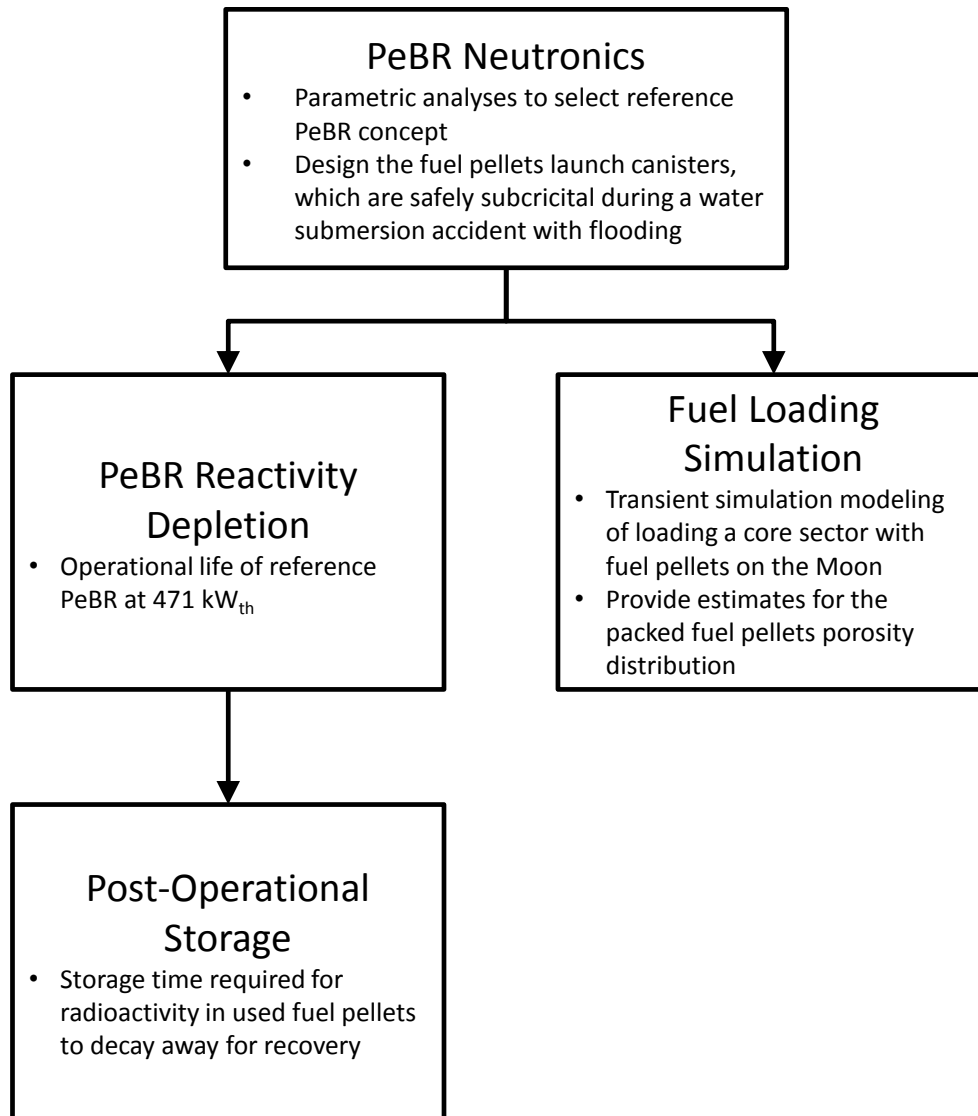 PeBR Neutronics
• Parametric analyses to select reference
PeBR concept
• Design the fuel pellets launch canisters,
which are safely subcricital during a water
submersion accident with flooding
PeBR Reactivity
Depletion
• Operational life of reference
PeBR at 471 kWth
Fuel Loading
Simulation
• Transient simulation modeling
of loading a core sector with
fuel pellets on the Moon
• Provide estimates for the
packed fuel pellets porosity
distribution
Post-Operational
Storage
• Storage time required for
radioactivity in used fuel pellets
to decay away for recovery